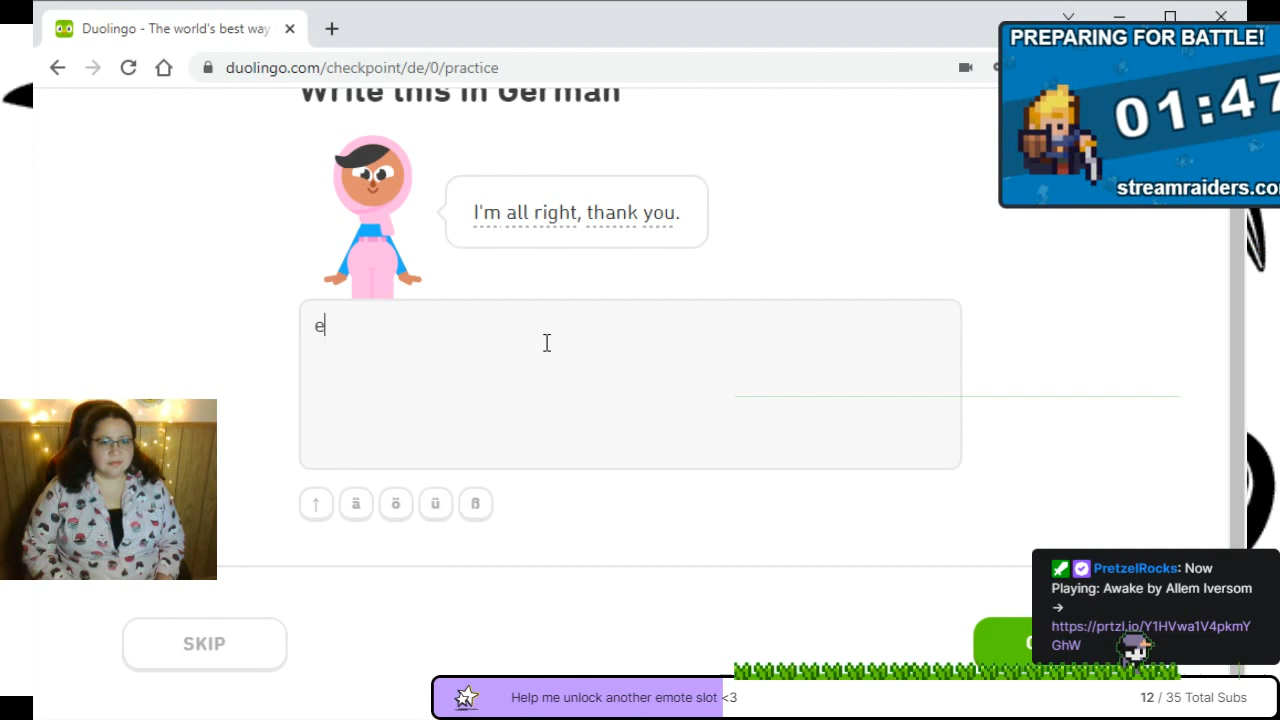 Duolingo - The world's best way
duolingo.com/checkpoint/de/0/practice
PREPARING FOR BATTLE!
01:47
streamraiders.co
Write this in German
I'm all right, thank you.
e
↑ ä ö ü ß
SKIP
PretzelRocks: Now
Playing: Awake by Allem Iversom
→
https://prtzl.io/Y1HVwa1V4pkmY
GhW
Help me unlock another emote slot <3
12 / 35 Total Subs